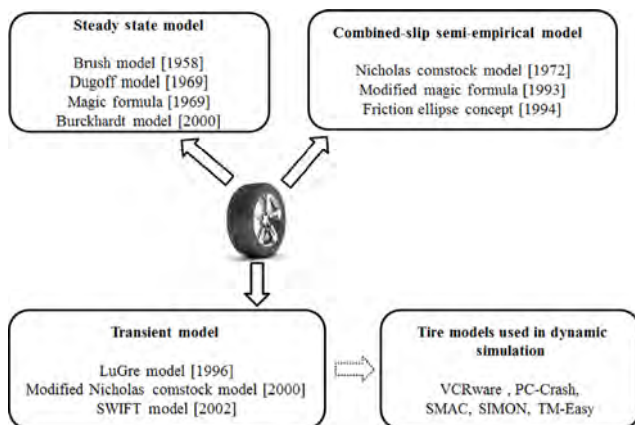 Steady state model
Brush model [1958]
Dugoff model [1969]
Magic formula [1969]
Burckhardt model [2000]
Combined-slip semi-empirical model
Nicholas comstock model [1972]
Modified magic formula [1993]
Friction ellipse concept [1994]
Transient model
LuGre model [1996]
Modified Nicholas comstock model [2000]
SWIFT model [2002]
Tire models used in dynamic
simulation
VCRware , PC-Crash,
SMAC, SIMON, TM-Easy